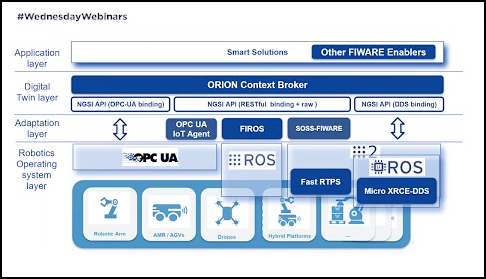 #WednesdayWebinars
Application
layer
Smart Solutions
Other FIWARE Enablers
Digital
Twin layer
ORION Context Broker
NGSI API (OPC-UA binding)
NGSI API (RESTful binding + raw )
NGSI API (DDS binding)
Adaptation
layer
OPC UA
IoT Agent
FIROS
SOSS-FIWARE
Robotics
Operating
system
layer
OPC UA
ROS
2
ROS
Fast RTPS
Micro XRCE-DDS
Robotic Arm
AMR / AGVs
Drones
Hybrid Platforms